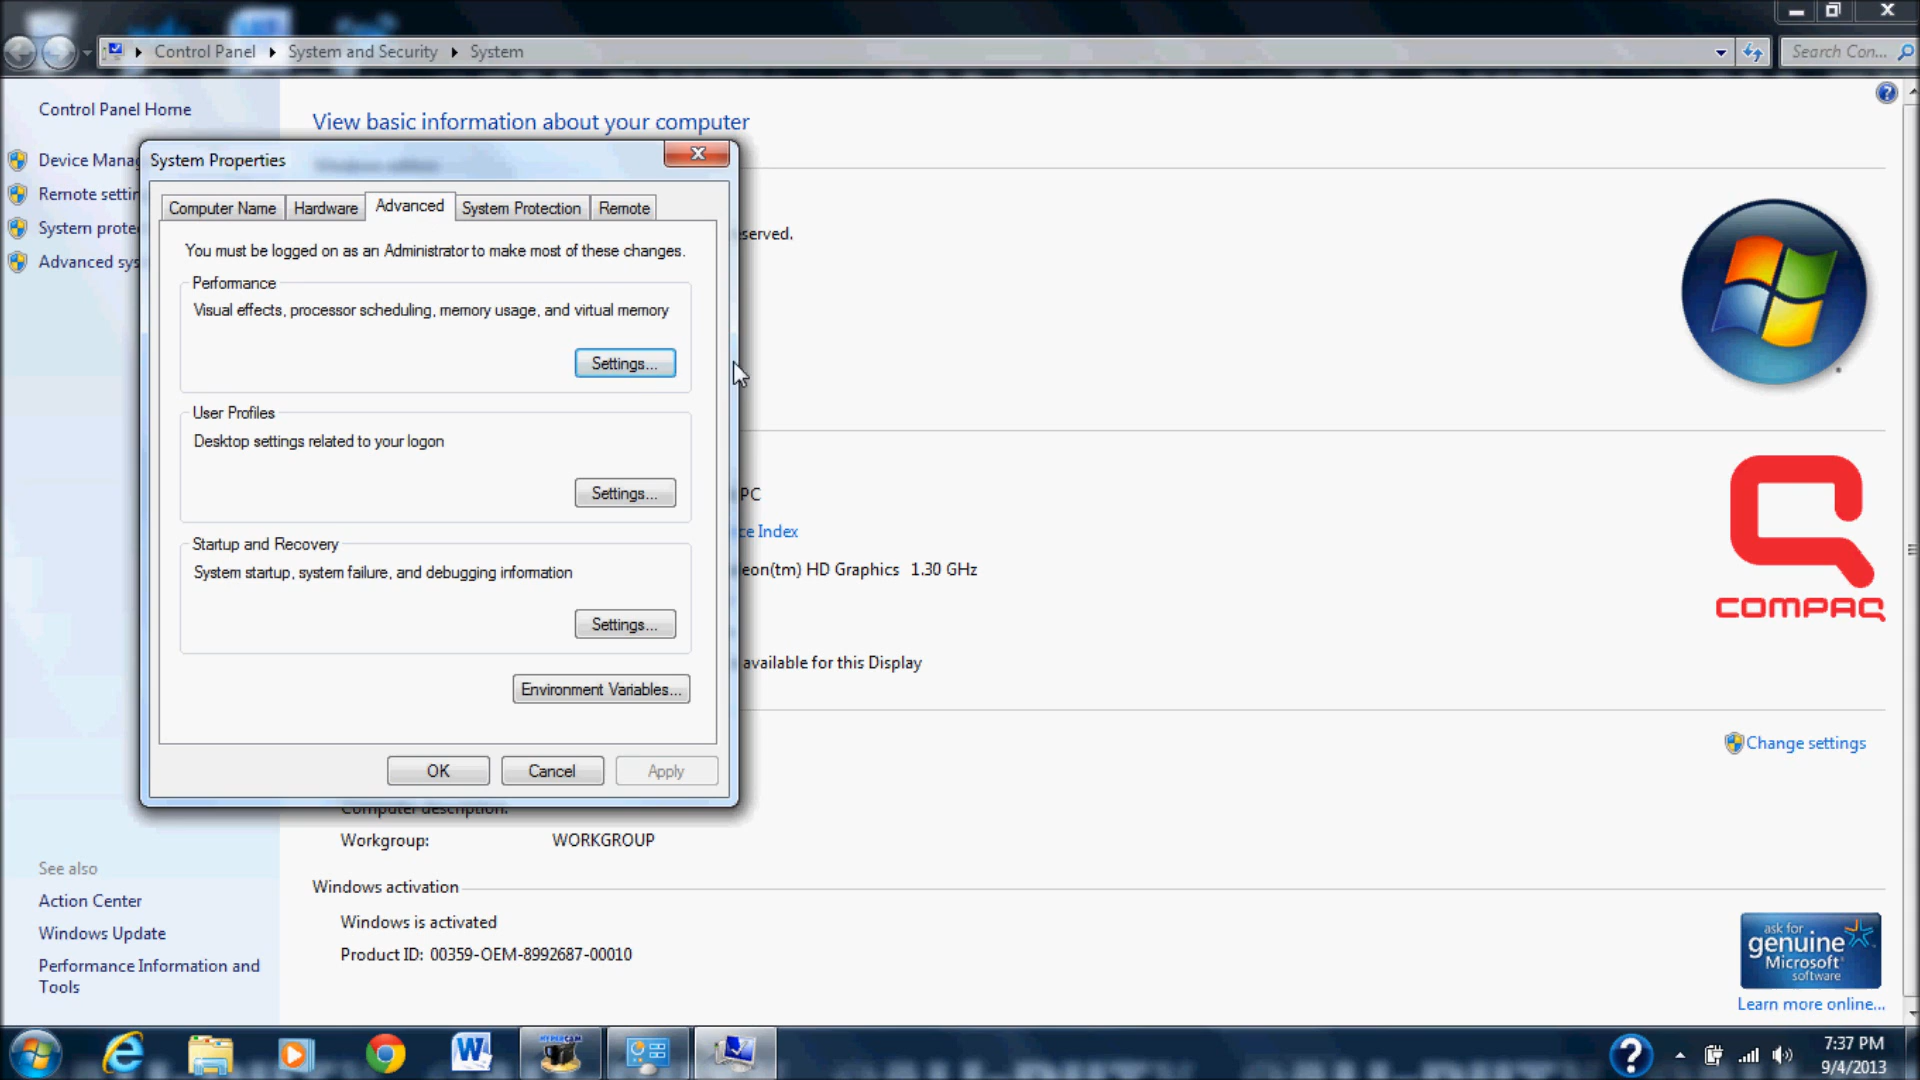 Control Panel
System and Security
System
Search Con...
Control Panel Home
View basic information about your computer
Device Manag
Remote settin
System prote
Advanced sys
System Properties
Computer Name
Hardware
Advanced
System Protection
Remote
You must be logged on as an Administrator to make most of these changes.
Performance
Visual effects, processor scheduling, memory usage, and virtual memory
Settings...
User Profiles
Desktop settings related to your logon
Settings...
Startup and Recovery
System startup, system failure, and debugging information
Settings...
Environment Variables...
OK
Cancel
Apply
served.
PC
ce Index
eon(tm) HD Graphics 1.30 GHz
available for this Display
COMPAQ
Change settings
Computer description:
Workgroup:
WORKGROUP
Windows activation
Windows is activated
Product ID: 00359-OEM-8992687-00010
See also
Action Center
Windows Update
Performance Information and
Tools
ask for
genuine
Microsoft
software
Learn more online...
HYPERCAM
7:37 PM
9/4/2013